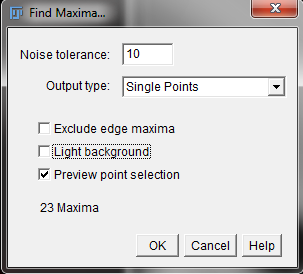 Find Maxima...
Noise tolerance: 10
Output type: Single Points
Exclude edge maxima
Light background
Preview point selection
23 Maxima
OK Cancel Help